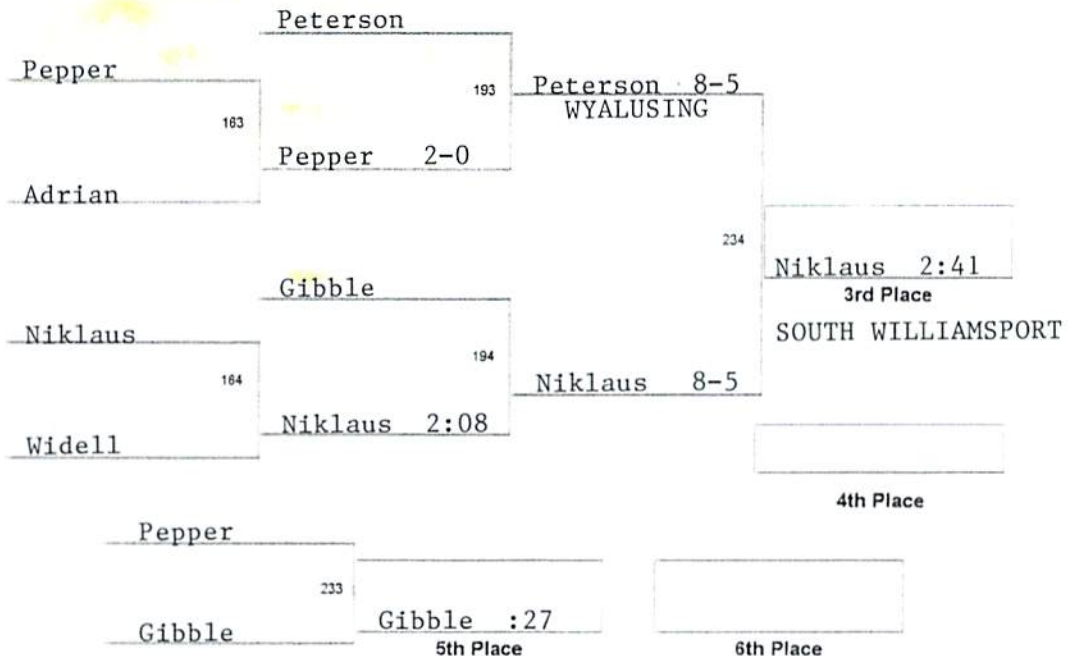 Peterson
Pepper
193
Peterson 8-5
WYALUSING
163
Pepper 2-0
Adrian
234
Niklaus 2:41
3rd Place
Gibble
SOUTH WILLIAMSPORT
Niklaus
194
164
Niklaus 8-5
Niklaus 2:08
Widell
4th Place
Pepper
233
Gibble :27
Gibble
5th Place
6th Place